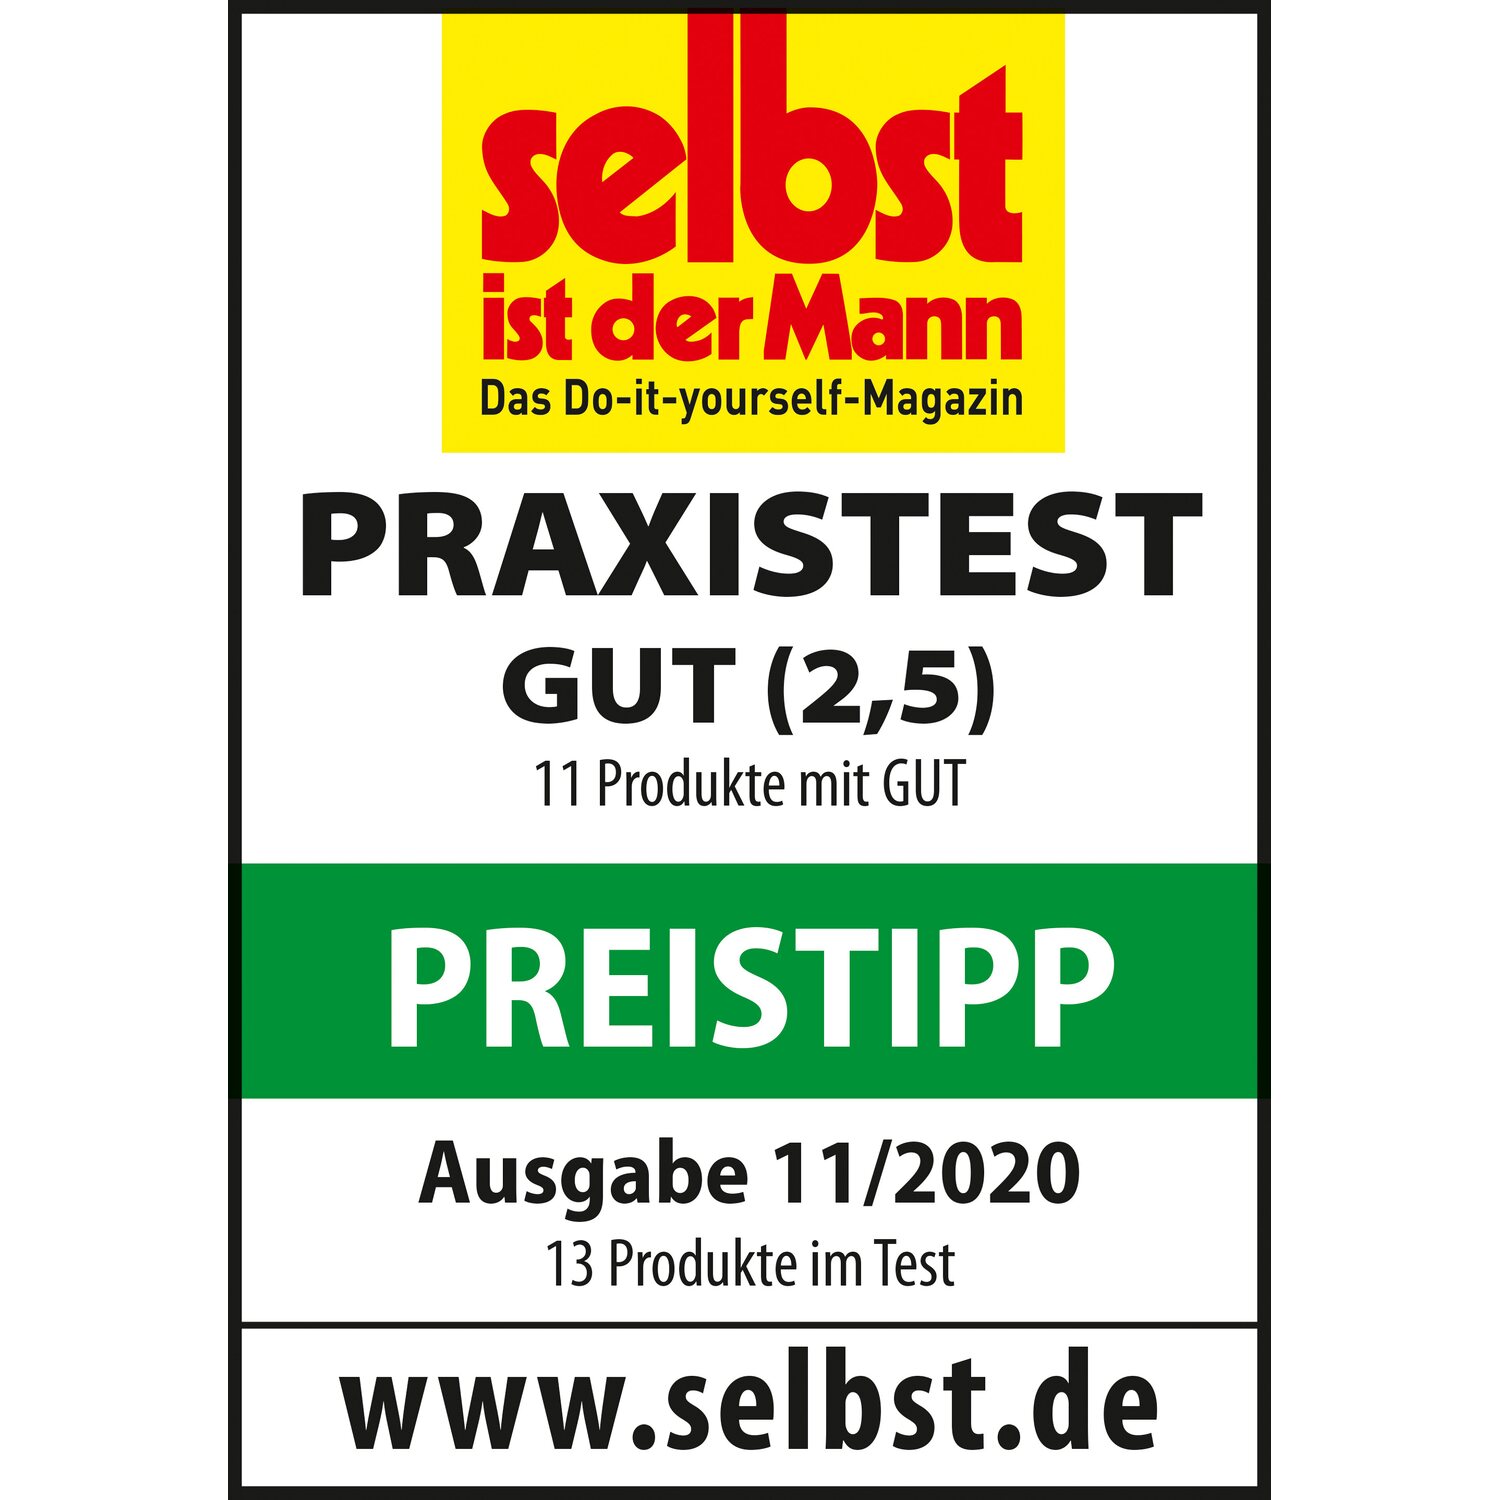 selbst
ist der Mann
Das Do-it-yourself-Magazin
PRAXISTEST
GUT (2,5)
11 Produkte mit GUT
PREISTIPP
Ausgabe 11/2020
13 Produkte im Test
www.selbst.de